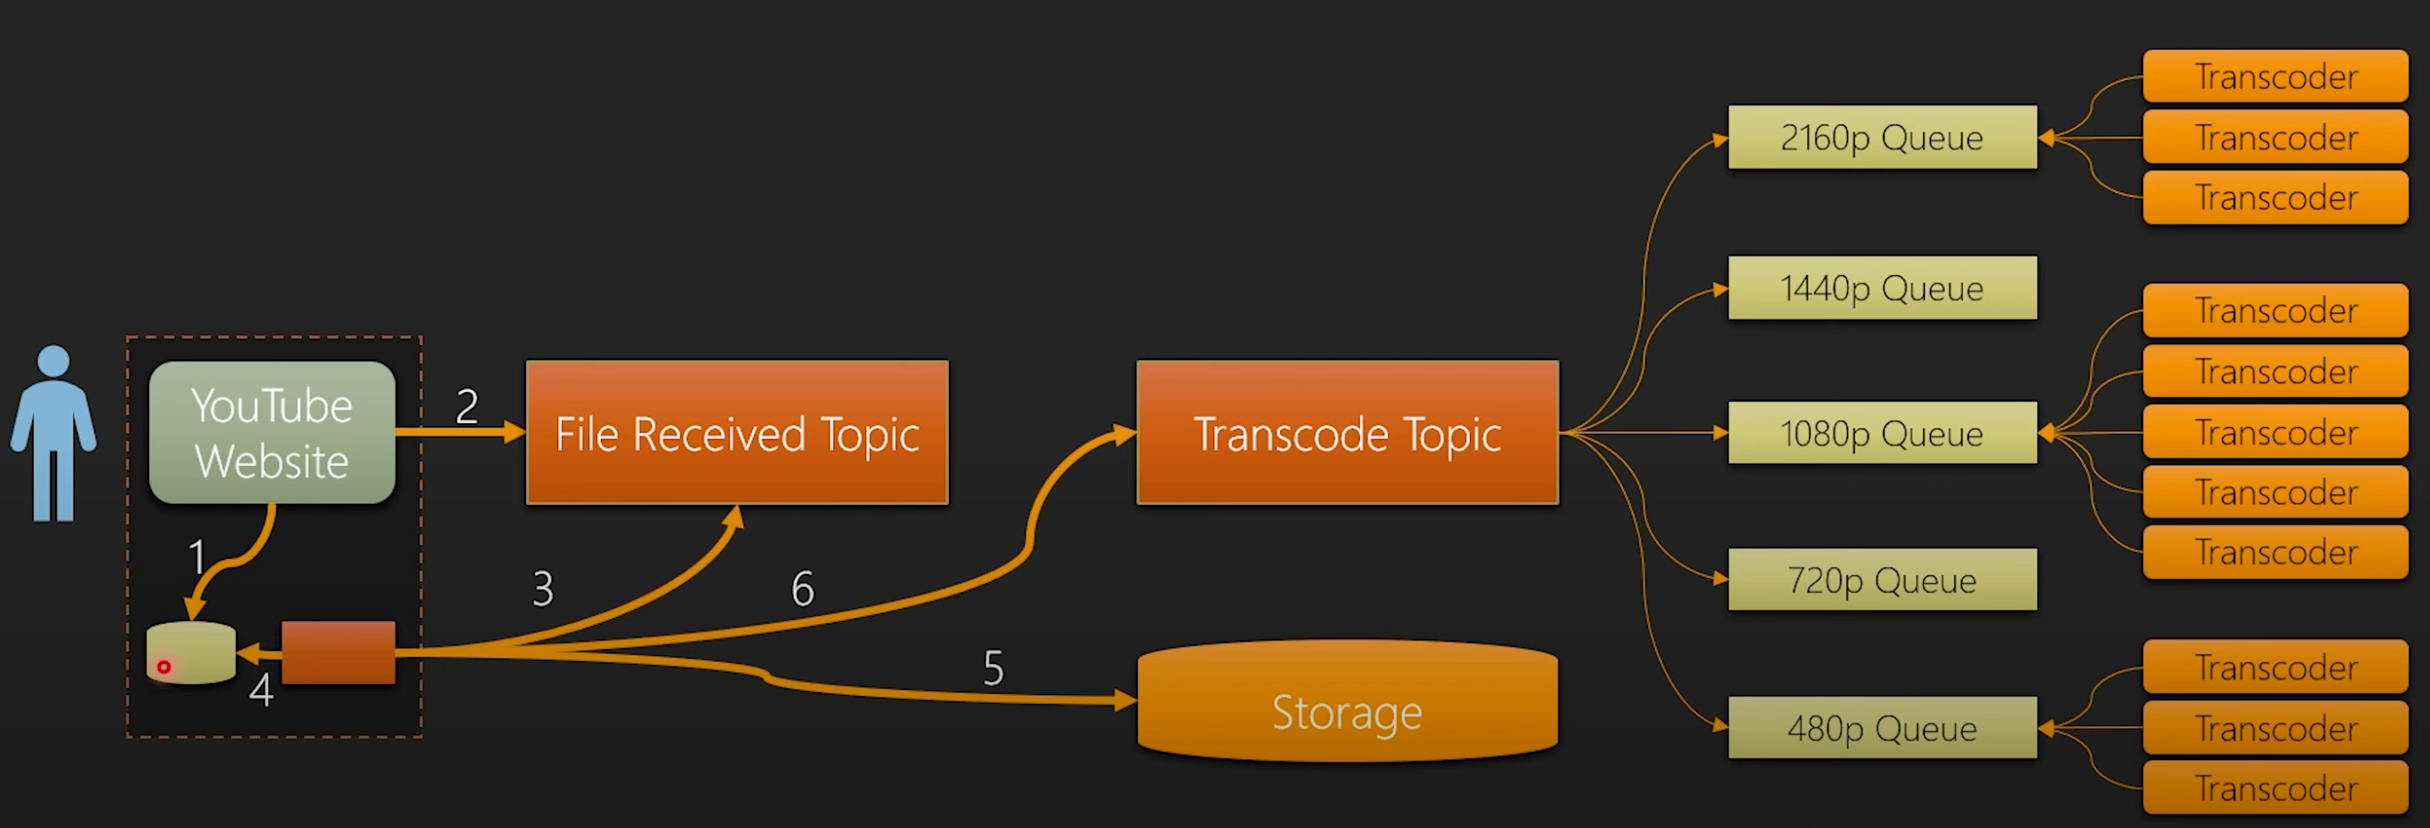 YouTube
Website
1
2
File Received Topic
3
4
5
6
Transcode Topic
Storage
2160p Queue
1440p Queue
1080p Queue
720p Queue
480p Queue
Transcoder
Transcoder
Transcoder
Transcoder
Transcoder
Transcoder
Transcoder
Transcoder
Transcoder
Transcoder
Transcoder